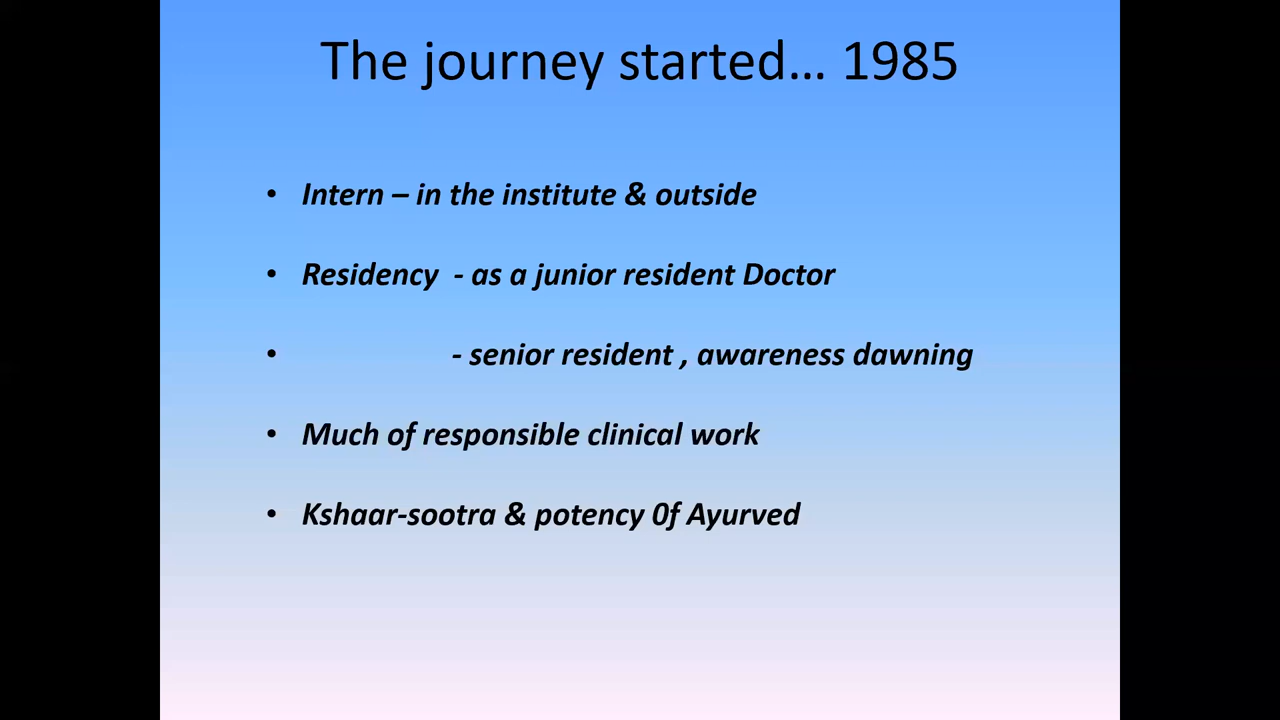 The journey started… 1985
• Intern – in the institute & outside
• Residency - as a junior resident Doctor
• - senior resident , awareness dawning
• Much of responsible clinical work
• Kshaar-sootra & potency 0f Ayurved